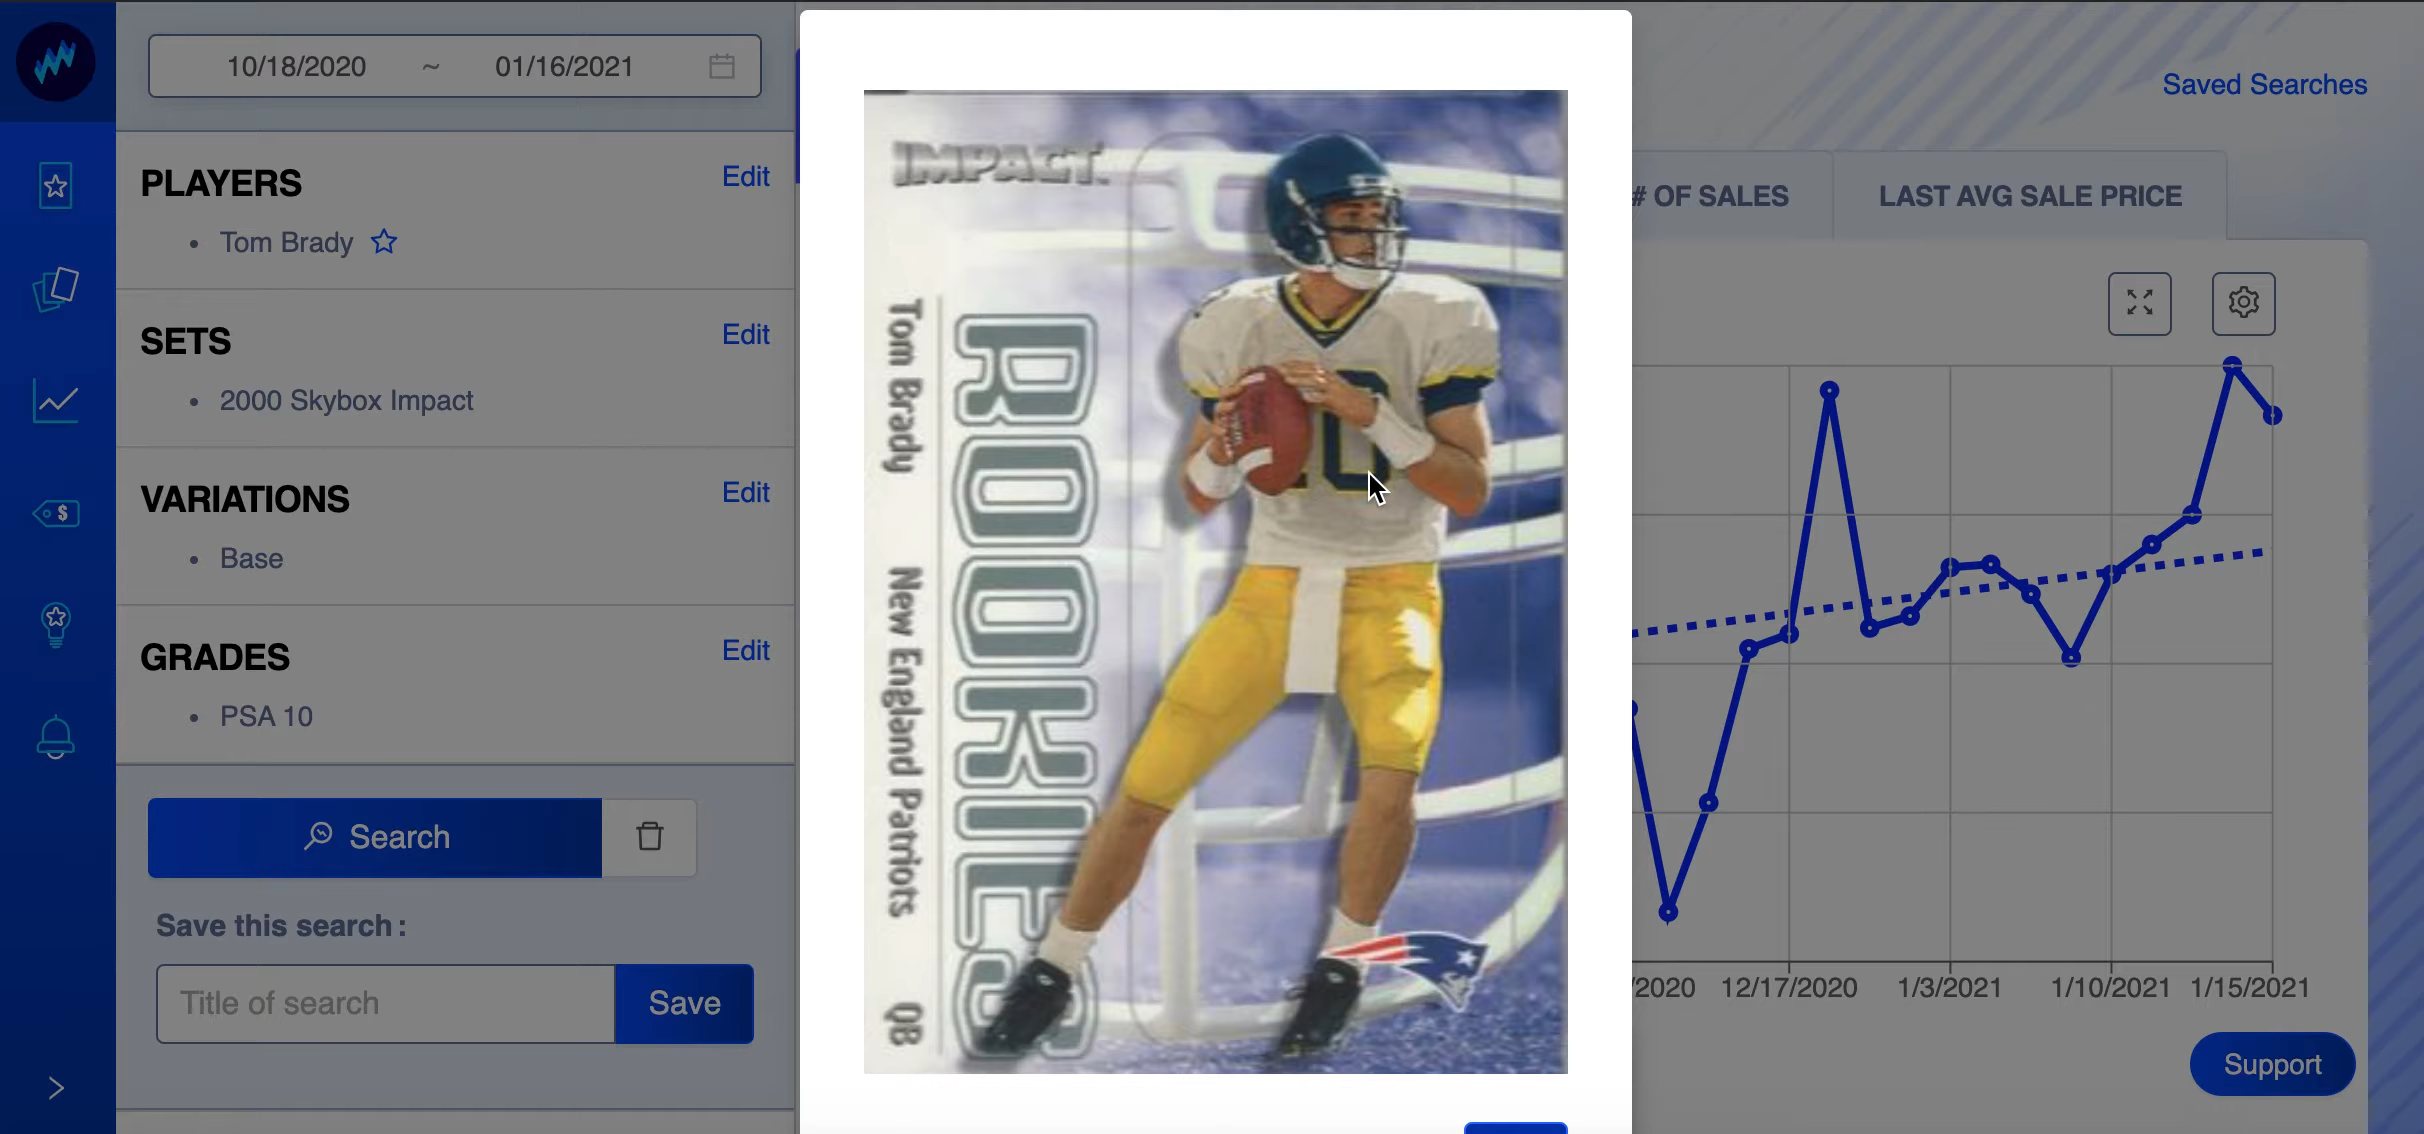 10/18/2020 ~ 01/16/2021
PLAYERS Edit
Tom Brady
SETS Edit
2000 Skybox Impact
VARIATIONS Edit
Base
GRADES Edit
PSA 10
Search
Save this search :
Title of search Save
IMPACT
Tom Brady New England Patriots QB
ROOKIES
10
Saved Searches
# OF SALES LAST AVG SALE PRICE
/2020 12/17/2020 1/3/2021 1/10/2021 1/15/2021
Support